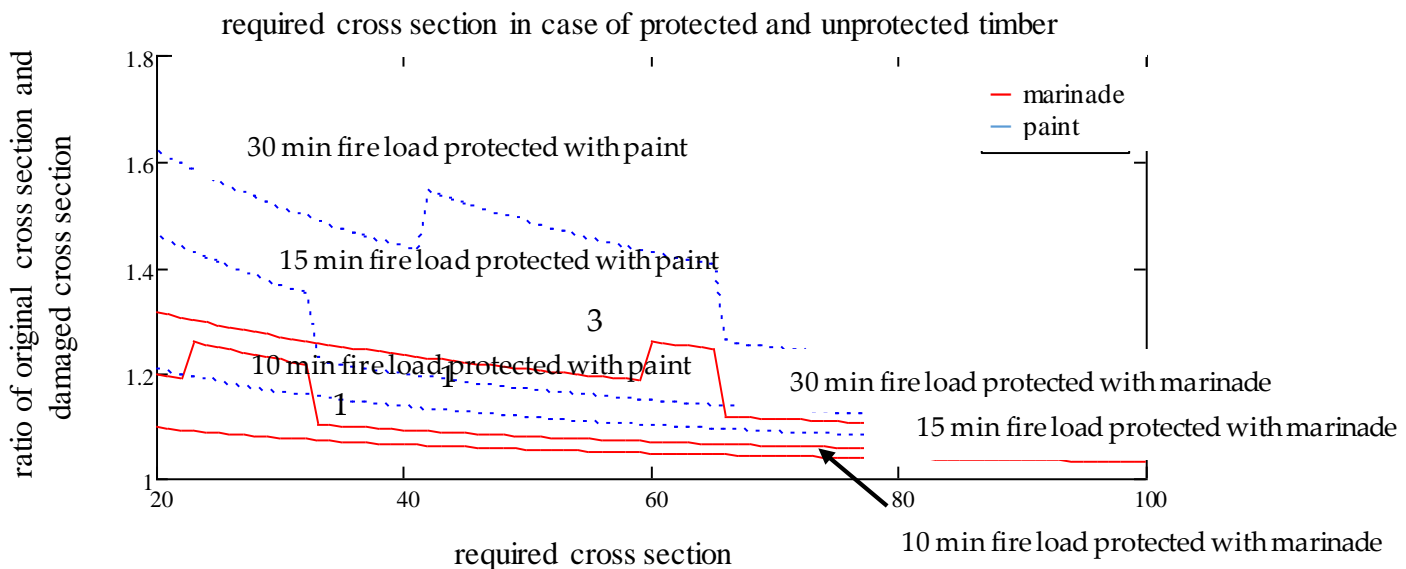 required cross section in case of protected and unprotected timber
ratio of original cross section and
damaged cross section
1.8
1.6
1.4
1.2
1
marinade
paint
30 min fire load protected with paint
15 min fire load protected with paint
3
10 min fire load protected with paint
1
1
30 min fire load protected with marinade
15 min fire load protected with marinade
20
40
60
80
100
10 min fire load protected with marinade
required cross section